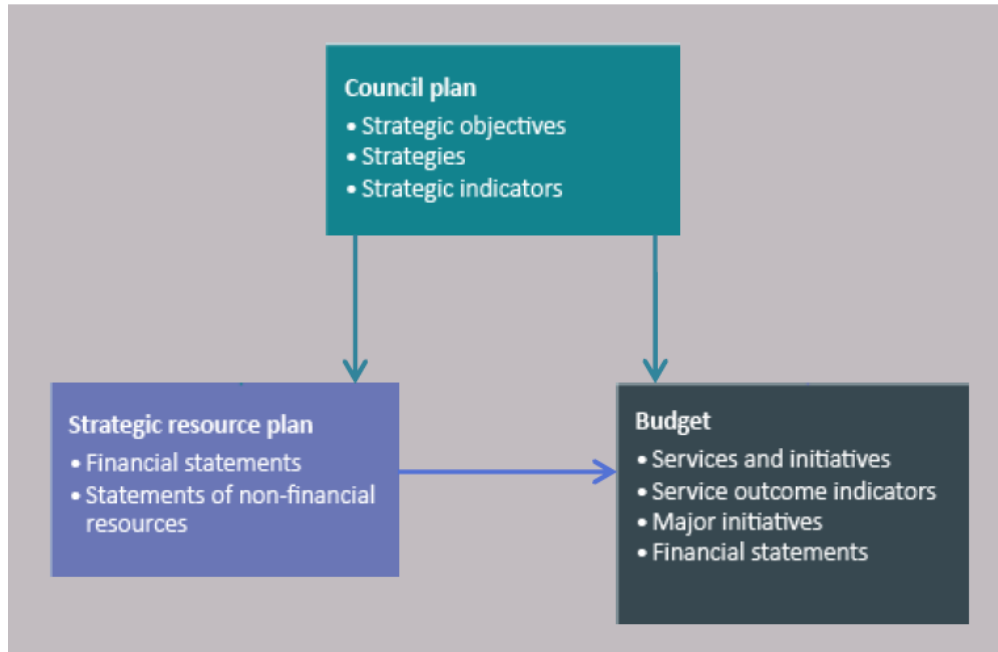 Council plan
• Strategic objectives
• Strategies
• Strategic indicators
Strategic resource plan
• Financial statements
• Statements of non-financial
resources
Budget
• Services and initiatives
• Service outcome indicators
• Major initiatives
• Financial statements